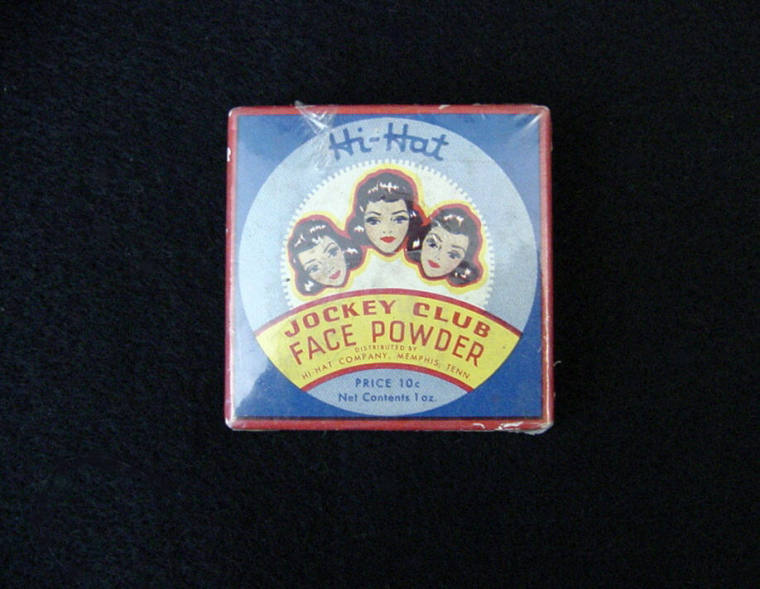 Hi-Hat
JOCKEY CLUB
FACE POWDER
DISTRIBUTED BY
HI-HAT COMPANY, MEMPHIS, TENN
PRICE 10c
Net Contents 1 oz.